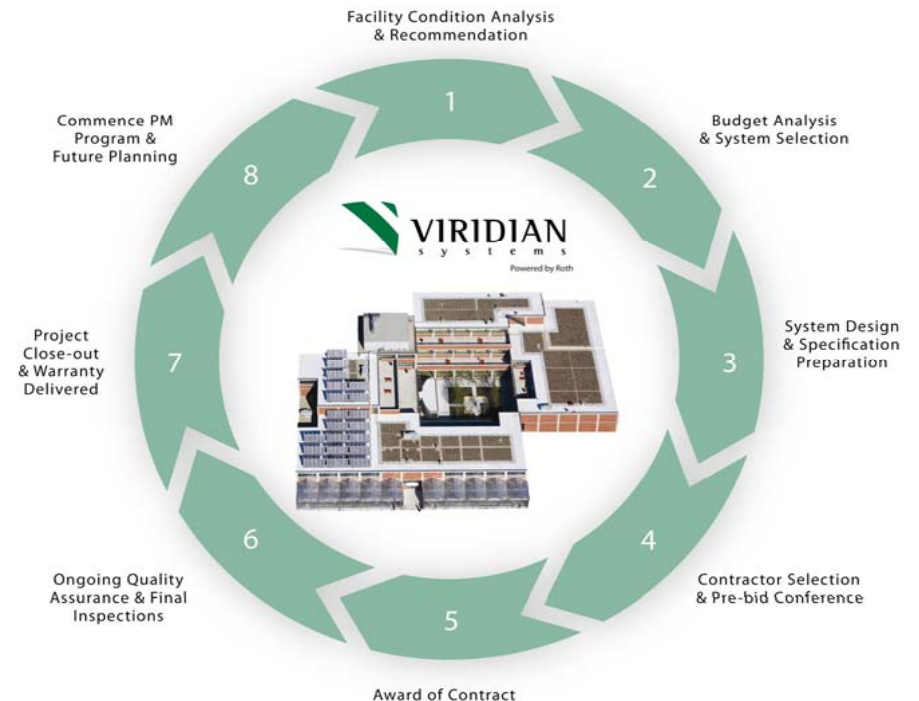 Facility Condition Analysis
& Recommendation
1
Budget Analysis
& System Selection
2
System Design
& Specification
Preparation
3
Contractor Selection
& Pre-bid Conference
4
Award of Contract
5
Ongoing Quality
Assurance & Final
Inspections
6
Project
Close-out
& Warranty
Delivered
7
Commence PM
Program &
Future Planning
8
VIRIDIAN
systems
Powered by Roth